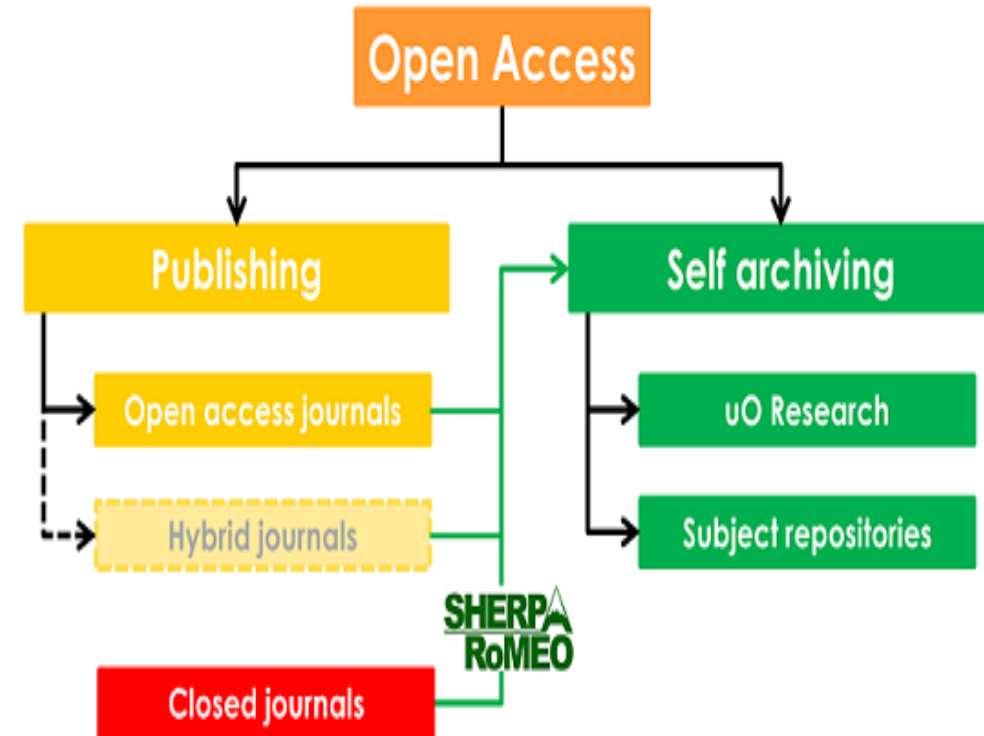 Open Access
Publishing
Self archiving
Open access journals
uO Research
Hybrid journals
Subject repositories
SHERPA
RoMEO
Closed journals